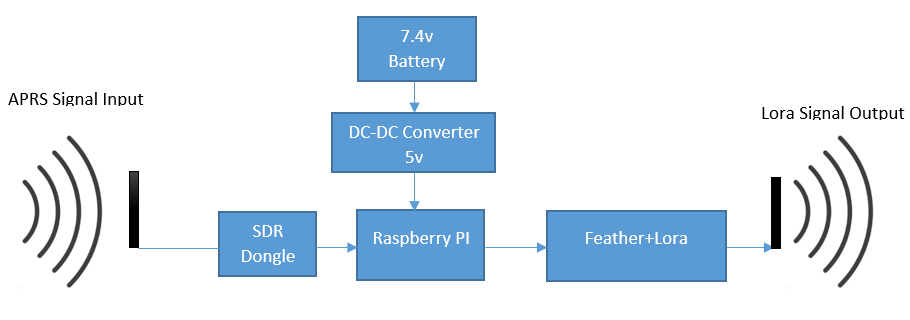 7.4v
Battery
APRS Signal Input
Lora Signal Output
DC-DC Converter
5v
SDR
Dongle
Raspberry PI
Feather+Lora